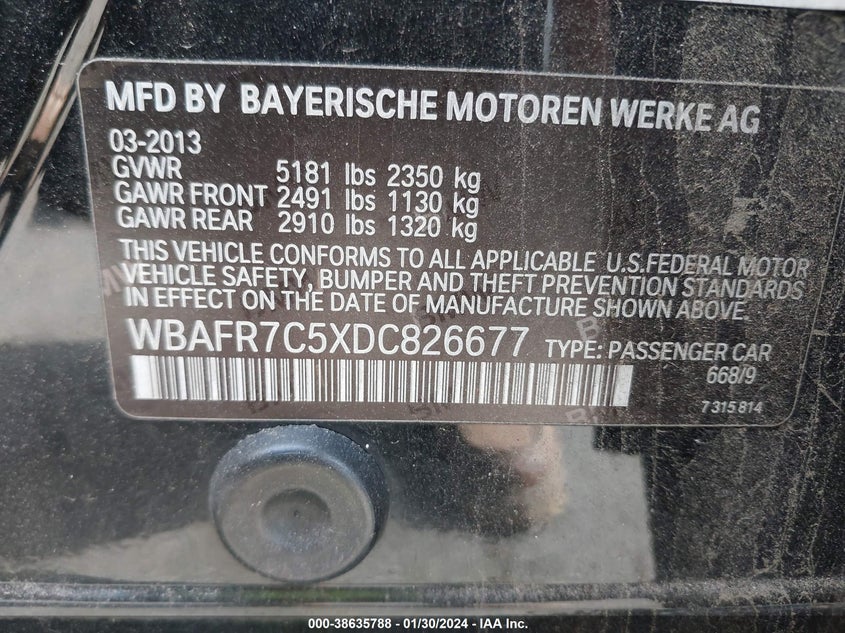 MFD BY BAYERISCHE MOTOREN WERKE AG
03-2013
GVWR 5181 lbs 2350 kg
GAWR FRONT 2491 lbs 1130 kg
GAWR REAR 2910 lbs 1320 kg
THIS VEHICLE CONFORMS TO ALL APPLICABLE U.S.FEDERAL MOTOR
VEHICLE SAFETY, BUMPER AND THEFT PREVENTION STANDARDS
IN EFFECT ON THE DATE OF MANUFACTURE SHOWN ABOVE.
WBAFR7C5XDC826677 TYPE: PASSENGER CAR
668/9
7 315 814
000-38635788 - 01/30/2024 - IAA Inc.